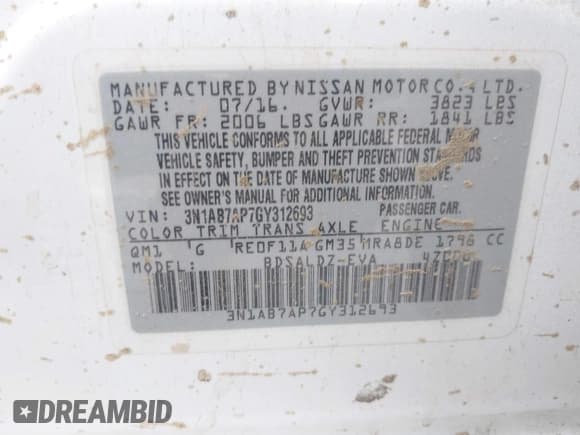 MANUFACTURED BY NISSAN MOTOR CO., LTD.
DATE: 07/16. GVWR: 3823 LBS
GAWR FR: 2006 LBS GAWR RR: 1841 LBS
THIS VEHICLE CONFORMS TO ALL APPLICABLE FEDERAL MOTOR
VEHICLE SAFETY, BUMPER AND THEFT PREVENTION STANDARDS
IN EFFECT ON THE DATE OF MANUFACTURE SHOWN ABOVE.
SEE OWNER'S MANUAL FOR ADDITIONAL INFORMATION.
VIN: 3N1AB7AP7GY312693 PASSENGER CAR.
COLOR TRIM TRANS AXLE ENGINE
QM1 G RE0F11A GM35 MRA8DE 1796 CC
MODEL: BDSALDZ-EVA
3N1AB7AP7GY312693
DREAMBID